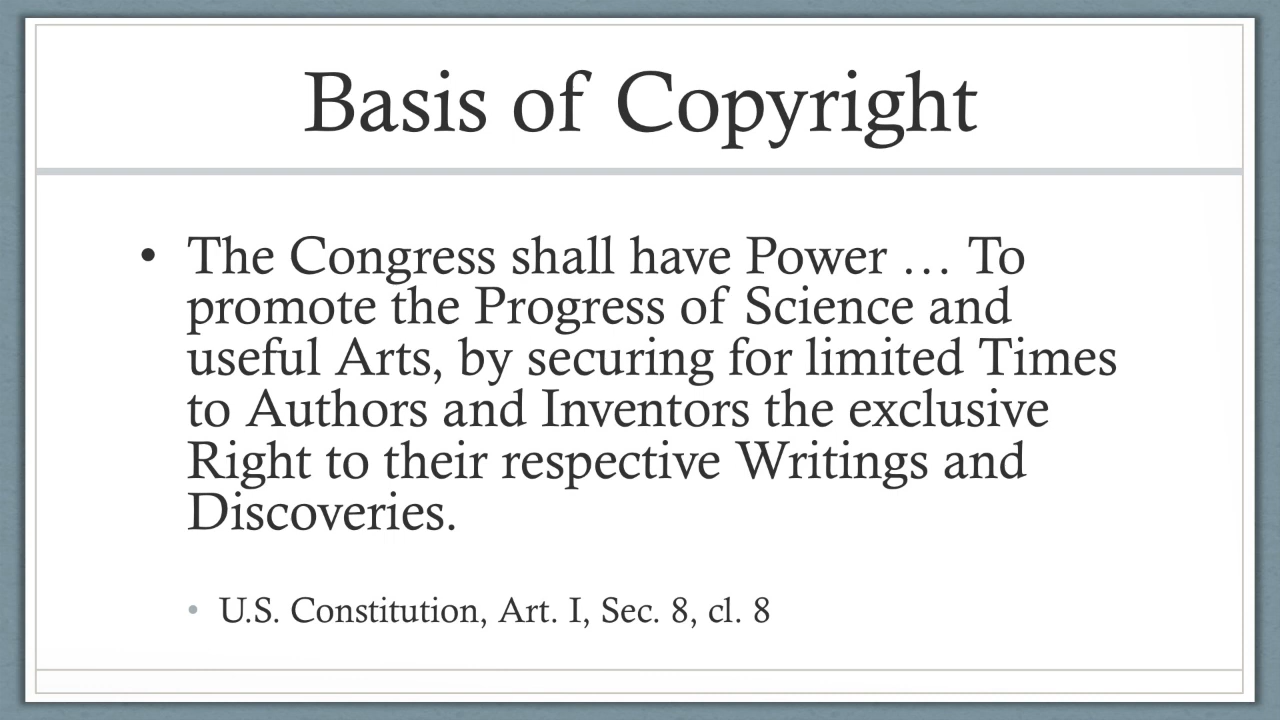 Basis of Copyright
• The Congress shall have Power … To
promote the Progress of Science and
useful Arts, by securing for limited Times
to Authors and Inventors the exclusive
Right to their respective Writings and
Discoveries.
• U.S. Constitution, Art. I, Sec. 8, cl. 8